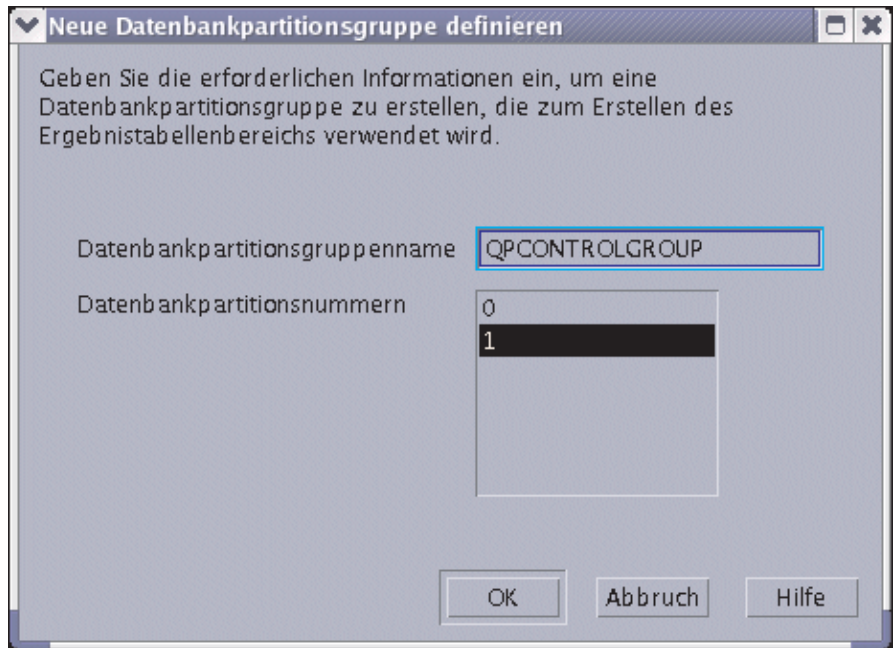 Neue Datenbankpartitionsgruppe definieren
Geben Sie die erforderlichen Informationen ein, um eine
Datenbankpartitionsgruppe zu erstellen, die zum Erstellen des
Ergebnistabellenbereichs verwendet wird.
Datenbankpartitionsgruppenname QPCONTROLGROUP
Datenbankpartitionsnummern 0
1
OK Abbruch Hilfe